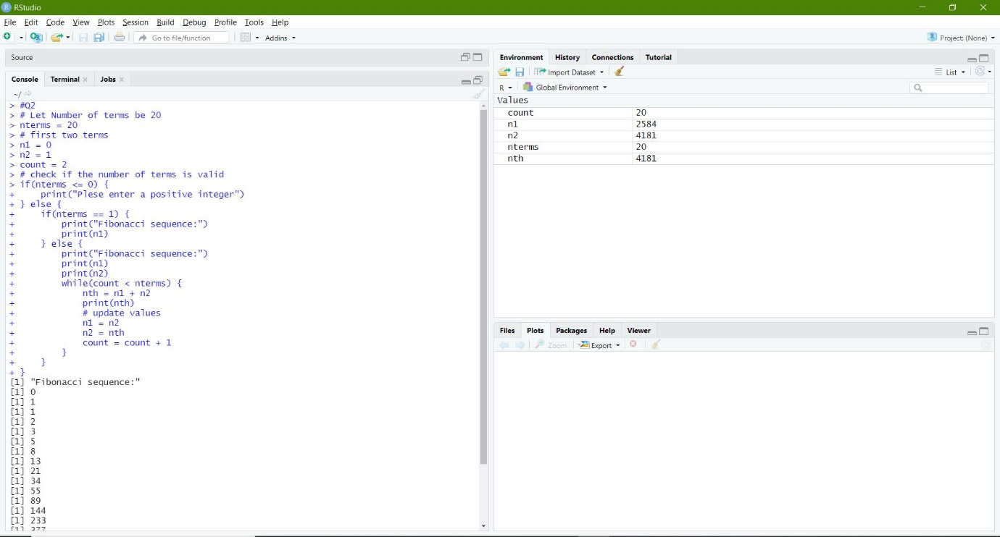 RStudio
File Edit Code View Plots Session Build Debug Profile Tools Help
Go to file/function Addins Project: (None)
Source
Console Terminal Jobs
~/
> #Q2
> # Let Number of terms be 20
> nterms = 20
> # first two terms
> n1 = 0
> n2 = 1
> count = 2
> # check if the number of terms is valid
> if(nterms <= 0) {
+     print("Plese enter a positive integer")
+ } else {
+     if(nterms == 1) {
+         print("Fibonacci sequence:")
+         print(n1)
+     } else {
+         print("Fibonacci sequence:")
+         print(n1)
+         print(n2)
+         while(count < nterms) {
+             nth = n1 + n2
+             print(nth)
+             # update values
+             n1 = n2
+             n2 = nth
+             count = count + 1
+         }
+     }
+ }
[1] "Fibonacci sequence:"
[1] 0
[1] 1
[1] 1
[1] 2
[1] 3
[1] 5
[1] 8
[1] 13
[1] 21
[1] 34
[1] 55
[1] 89
[1] 144
[1] 233
[1] 377
Environment History Connections Tutorial
Import Dataset List
R Global Environment
Values
count 20
n1 2584
n2 4181
nterms 20
nth 4181
Files Plots Packages Help Viewer
Zoom Export